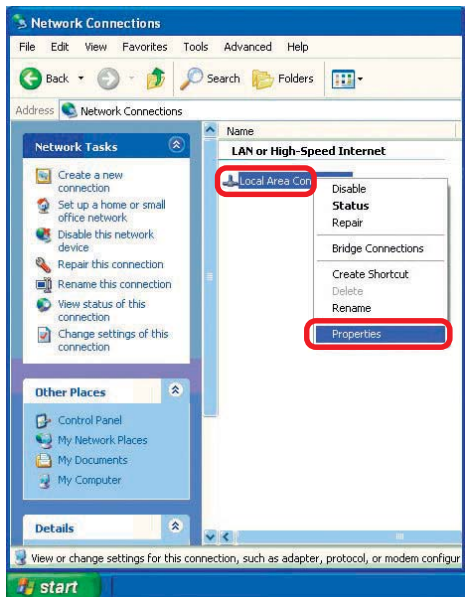 Network Connections
File Edit View Favorites Tools Advanced Help
Back Search Folders
Address Network Connections
Network Tasks
Create a new
connection
Set up a home or small
office network
Disable this network
device
Repair this connection
Rename this connection
View status of this
connection
Change settings of this
connection
Other Places
Control Panel
My Network Places
My Documents
My Computer
Details
Name
LAN or High-Speed Internet
Local Area Con
Disable
Status
Repair
Bridge Connections
Create Shortcut
Delete
Rename
Properties
View or change settings for this connection, such as adapter, protocol, or modem configur
start